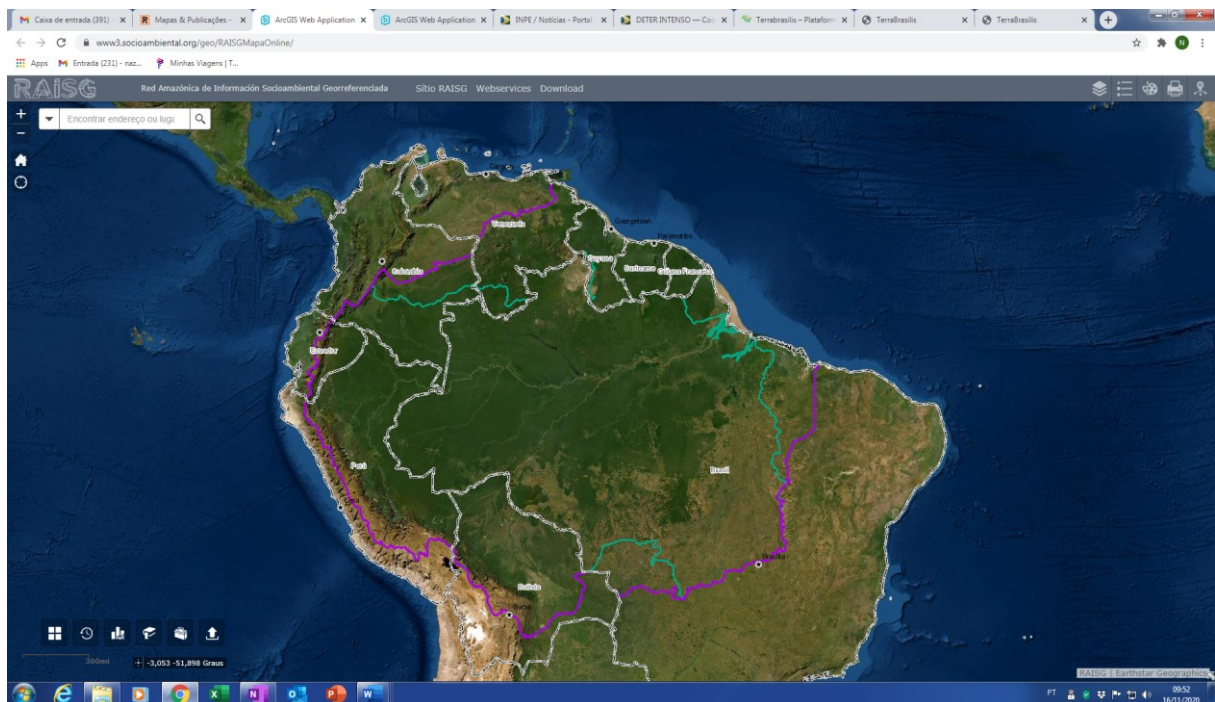 Caixa de entrada (391) -
Mapas & Publicações –
ArcGIS Web Application
ArcGIS Web Application
INPE / Notícias - Portal
DETER INTENSO — Co
Terrabrasilis – Plataform
TerraBrasilis
TerraBrasilis
www3.socioambiental.org/geo/RAISGMapaOnline/
N
Apps
Entrada (231) - naz...
Minhas Viagens | T...
RAISG
Red Amazónica de Información Socioambiental Georreferenciada
Sítio RAISG
Webservices
Download
Encontrar endereço ou luga
Venezuela
Georgetown
Paramaribo
Guyana
Suriname
Guiana Francesa
Colombia
Ecuador
Perú
Brasil
Brasília
Bolivia
300mi
-3,053 -51,898 Graus
RAISG | Earthstar Geographics
PT
09:52
16/11/2020